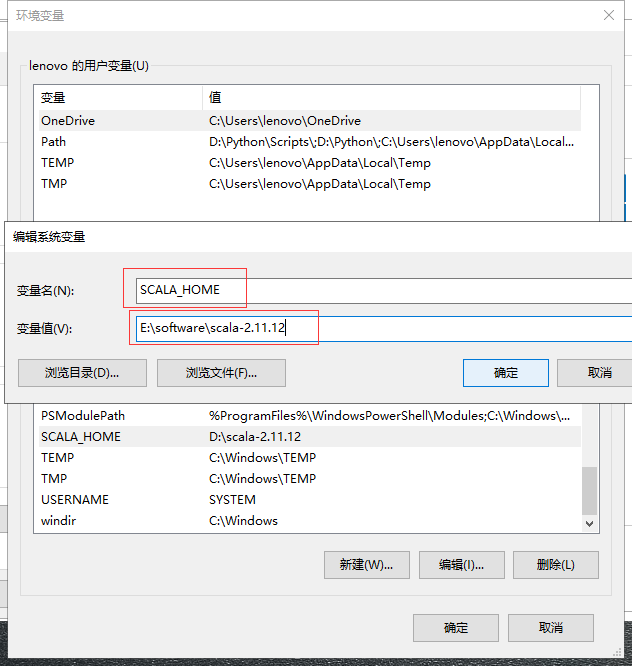 环境变量
lenovo 的用户变量(U)
变量 值
OneDrive C:\Users\lenovo\OneDrive
Path D:\Python\Scripts\;D:\Python\;C:\Users\lenovo\AppData\Local...
TEMP C:\Users\lenovo\AppData\Local\Temp
TMP C:\Users\lenovo\AppData\Local\Temp
编辑系统变量
变量名(N): SCALA_HOME
变量值(V): E:\software\scala-2.11.12
浏览目录(D)... 浏览文件(F)... 确定 取消
PSModulePath %ProgramFiles%\WindowsPowerShell\Modules;C:\Windows\...
SCALA_HOME D:\scala-2.11.12
TEMP C:\Windows\TEMP
TMP C:\Windows\TEMP
USERNAME SYSTEM
windir C:\Windows
新建(W)... 编辑(I)... 删除(L)
确定 取消